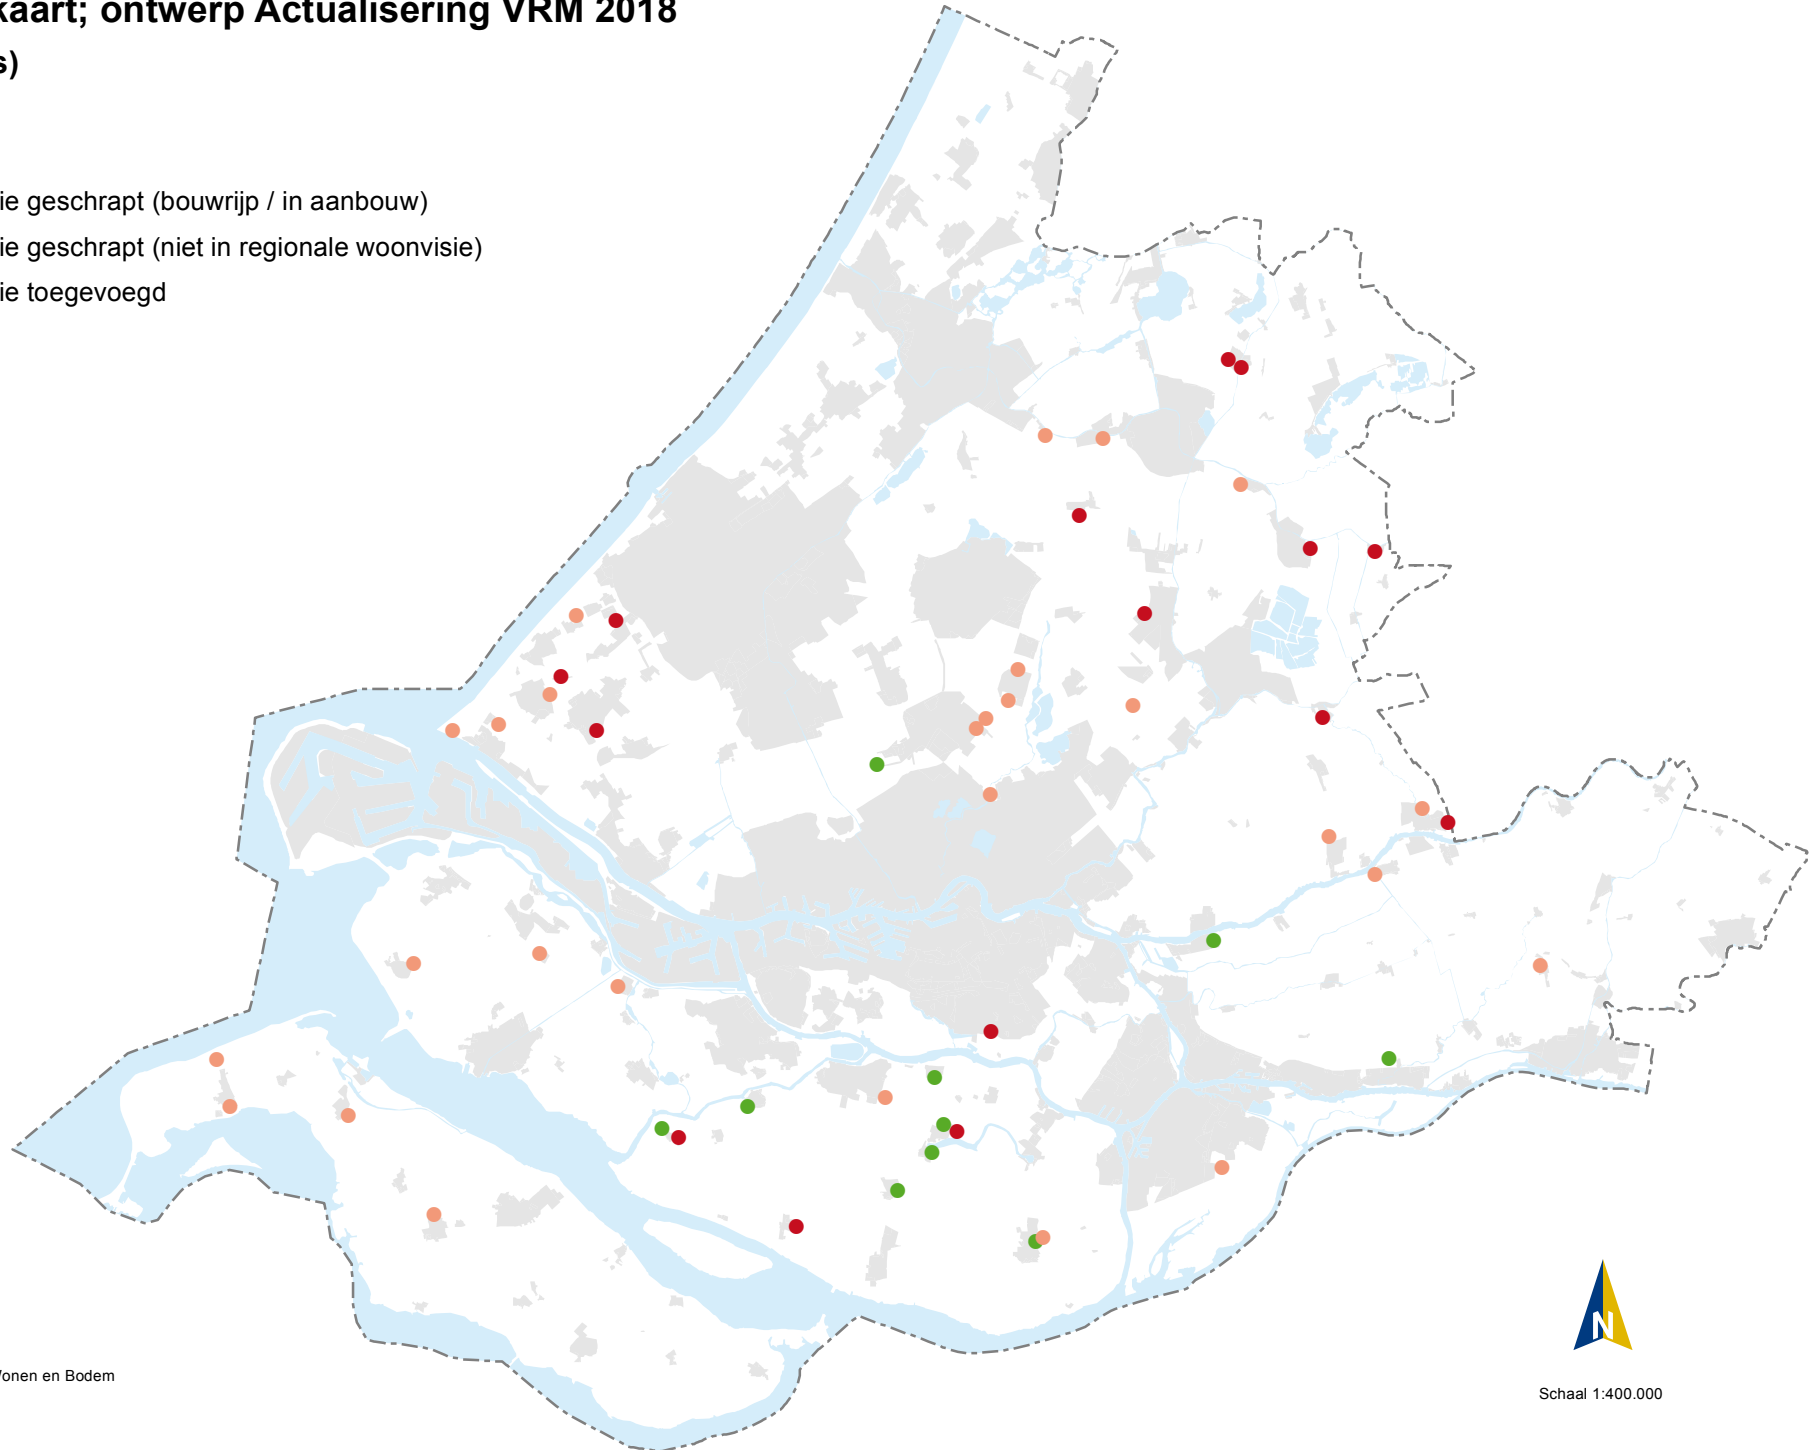 kaart; ontwerp Actualisering VRM 2018
s)
ie geschrapt (bouwrijp / in aanbouw)
ie geschrapt (niet in regionale woonvisie)
ie toegevoegd
Wonen en Bodem
N
Schaal 1:400.000